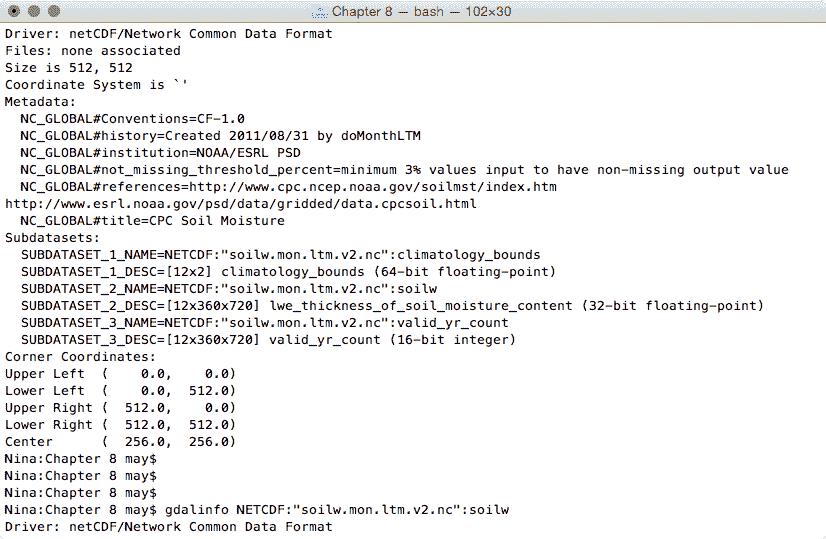 Chapter 8 — bash — 102×30
Driver: netCDF/Network Common Data Format
Files: none associated
Size is 512, 512
Coordinate System is `'
Metadata:
  NC_GLOBAL#Conventions=CF-1.0
  NC_GLOBAL#history=Created 2011/08/31 by doMonthLTM
  NC_GLOBAL#institution=NOAA/ESRL PSD
  NC_GLOBAL#not_missing_threshold_percent=minimum 3% values input to have non-missing output value
  NC_GLOBAL#references=http://www.cpc.ncep.noaa.gov/soilmst/index.htm
http://www.esrl.noaa.gov/psd/data/gridded/data.cpcsoil.html
  NC_GLOBAL#title=CPC Soil Moisture
Subdatasets:
  SUBDATASET_1_NAME=NETCDF:"soilw.mon.ltm.v2.nc":climatology_bounds
  SUBDATASET_1_DESC=[12x2] climatology_bounds (64-bit floating-point)
  SUBDATASET_2_NAME=NETCDF:"soilw.mon.ltm.v2.nc":soilw
  SUBDATASET_2_DESC=[12x360x720] lwe_thickness_of_soil_moisture_content (32-bit floating-point)
  SUBDATASET_3_NAME=NETCDF:"soilw.mon.ltm.v2.nc":valid_yr_count
  SUBDATASET_3_DESC=[12x360x720] valid_yr_count (16-bit integer)
Corner Coordinates:
Upper Left  (    0.0,    0.0)
Lower Left  (    0.0,  512.0)
Upper Right (  512.0,    0.0)
Lower Right (  512.0,  512.0)
Center      (  256.0,  256.0)
Nina:Chapter 8 may$
Nina:Chapter 8 may$
Nina:Chapter 8 may$
Nina:Chapter 8 may$ gdalinfo NETCDF:"soilw.mon.ltm.v2.nc":soilw
Driver: netCDF/Network Common Data Format